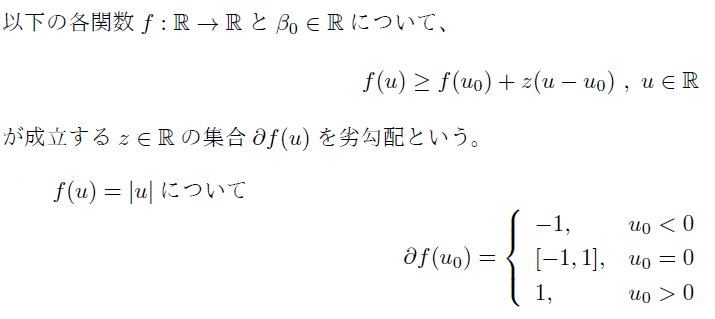 以下の各関数 f : ℝ → ℝ と β₀ ∈ ℝ について、
f(u) ≥ f(u₀) + z(u − u₀) , u ∈ ℝ
が成立する z ∈ ℝ の集合 ∂f(u) を劣勾配という。
f(u) = |u| について
∂f(u₀) = { −1, u₀ < 0
[−1, 1], u₀ = 0
1, u₀ > 0